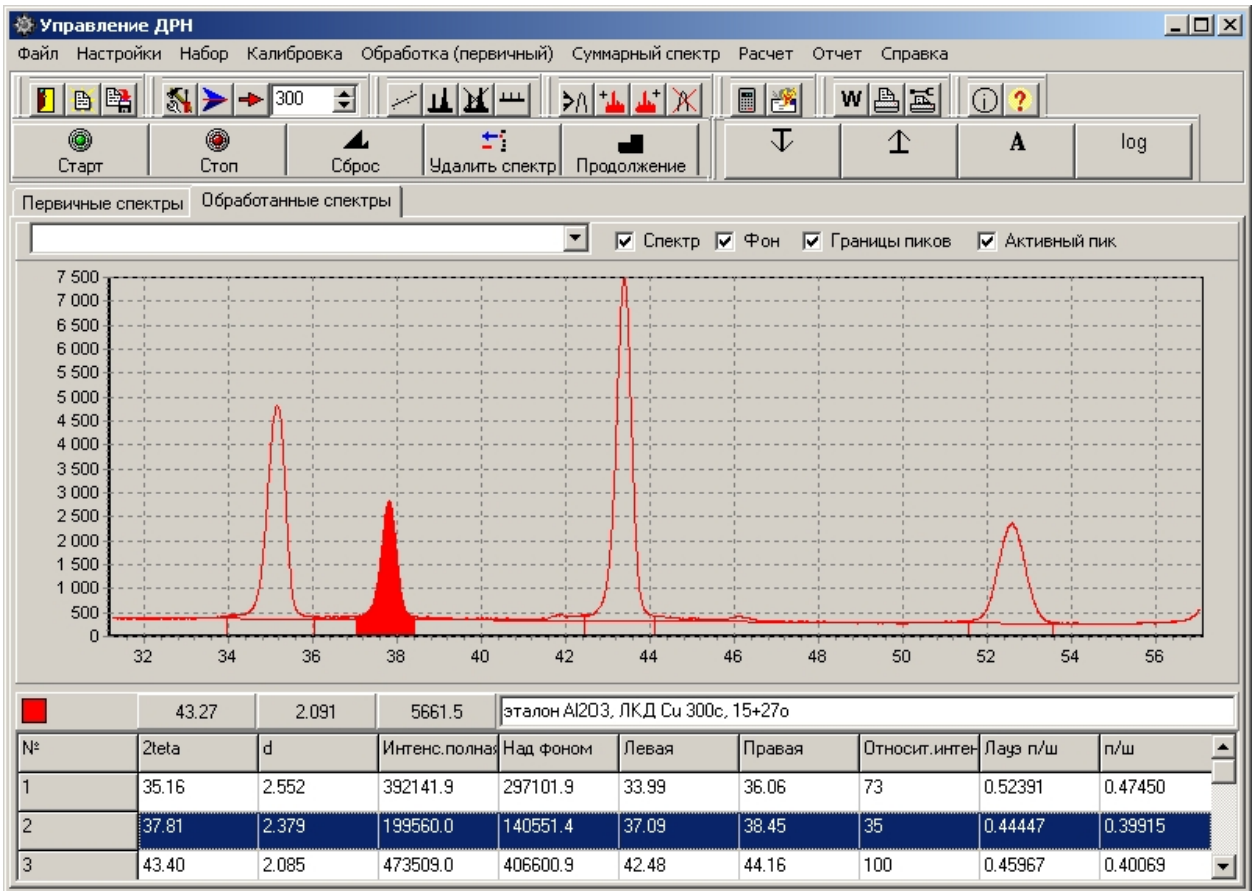 Управление ДРН
Файл Настройки Набор Калибровка Обработка (первичный) Суммарный спектр Расчет Отчет Справка
300 W
Старт Стоп Сброс Удалить спектр Продолжение A log
Первичные спектры Обработанные спектры
Спектр Фон Границы пиков Активный пик
7 500
7 000
6 500
6 000
5 500
5 000
4 500
4 000
3 500
3 000
2 500
2 000
1 500
1 000
500
0
32 34 36 38 40 42 44 46 48 50 52 54 56
43.27 2.091 5661.5 эталон Al2O3, ЛКД Cu 300с, 15+27о
№ 2teta d Интенс.полная Над фоном Левая Правая Относит.интен Лауэ п/ш п/ш
1 35.16 2.552 392141.9 297101.9 33.99 36.06 73 0.52391 0.47450
2 37.81 2.379 199560.0 140551.4 37.09 38.45 35 0.44447 0.39915
3 43.40 2.085 473509.0 406600.9 42.48 44.16 100 0.45967 0.40069